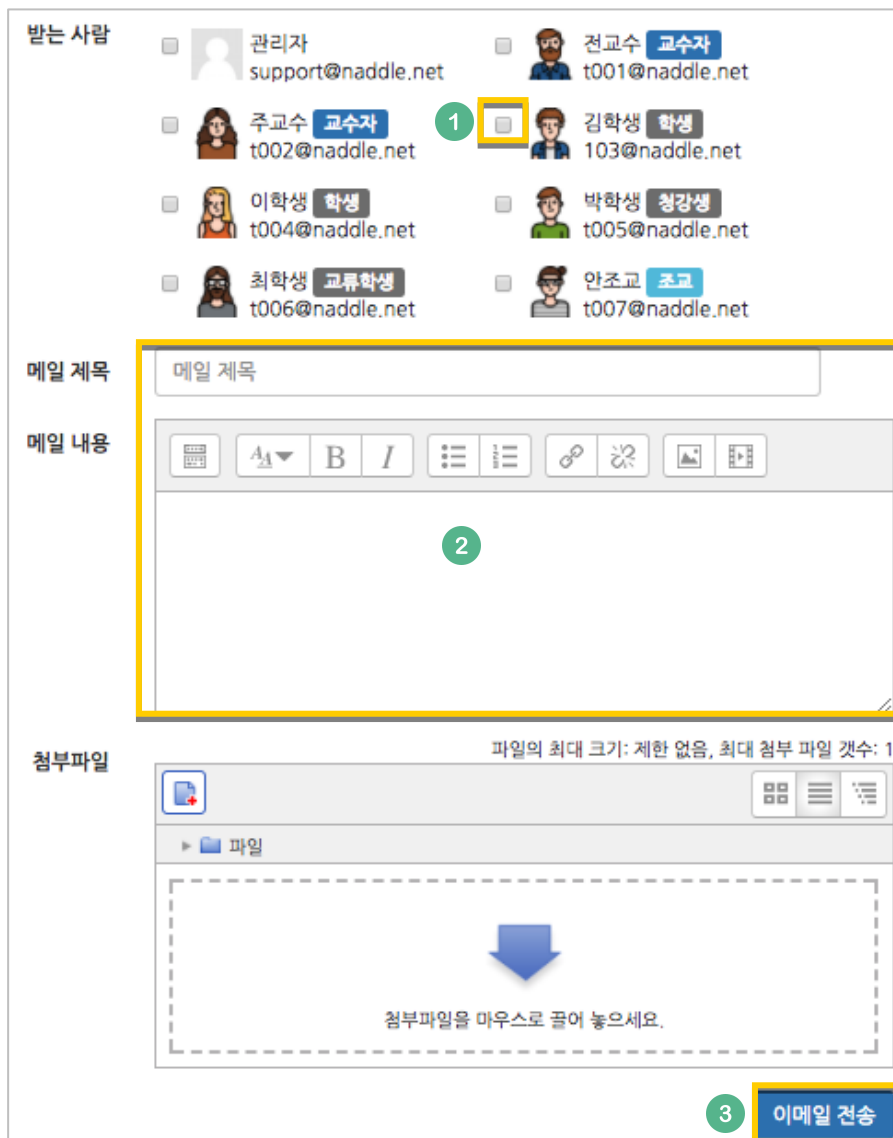 받는 사람
관리자
support@naddle.net
전교수 교수자
t001@naddle.net
주교수 교수자
t002@naddle.net
1
김학생 학생
103@naddle.net
이학생 학생
t004@naddle.net
박학생 청강생
t005@naddle.net
최학생 교류학생
t006@naddle.net
안조교 조교
t007@naddle.net
메일 제목
메일 제목
메일 내용
B I
2
첨부파일
파일의 최대 크기: 제한 없음, 최대 첨부 파일 갯수: 1
파일
첨부파일을 마우스로 끌어 놓으세요.
3
이메일 전송